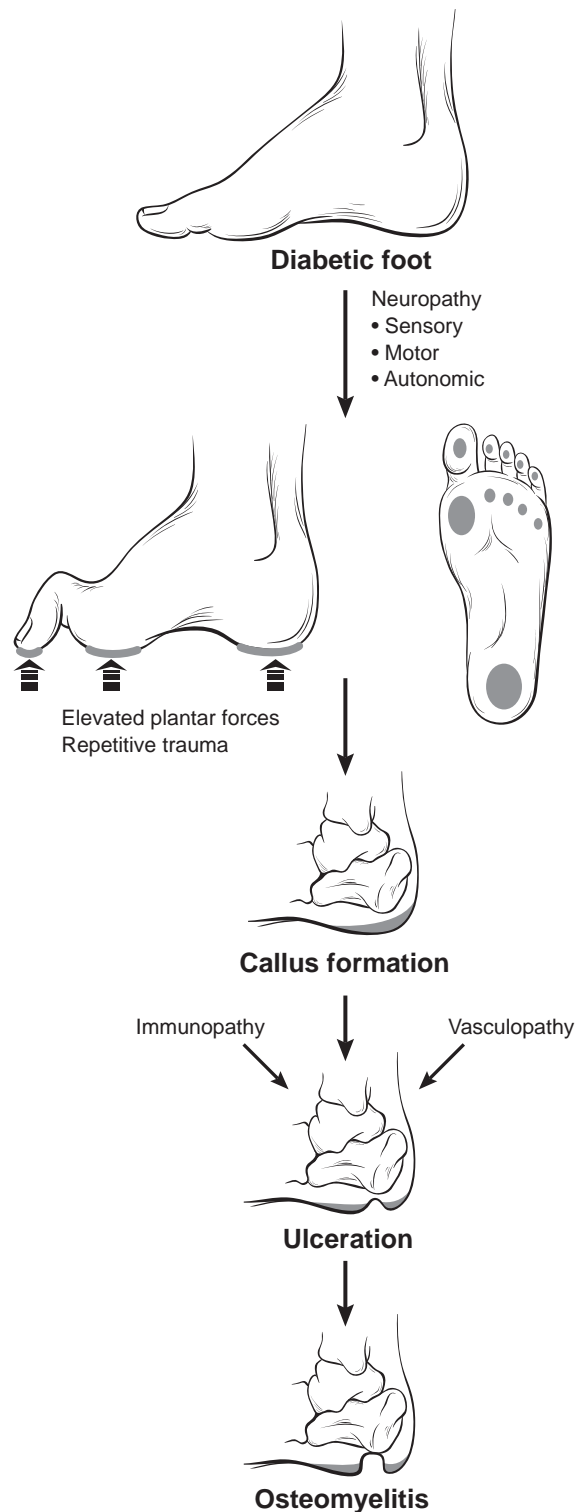 Diabetic foot
Neuropathy
• Sensory
• Motor
• Autonomic
Elevated plantar forces
Repetitive trauma
Callus formation
Immunopathy
Vasculopathy
Ulceration
Osteomyelitis